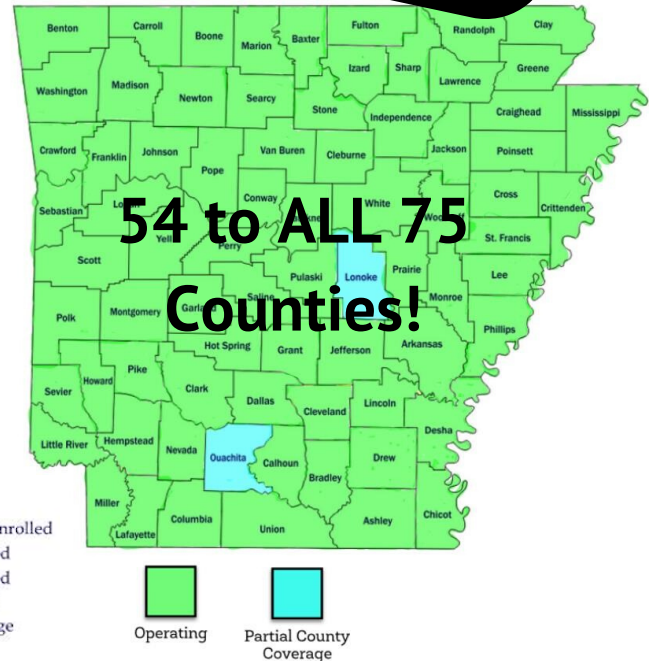 Benton Carroll Boone Marion Baxter Fulton Randolph Clay
Washington Madison Newton Searcy Stone Izard Sharp Lawrence Greene
Independence Craighead Mississippi
Crawford Franklin Johnson Pope Van Buren Cleburne Jackson Poinsett
Conway White Cross Crittenden
Sebastian
54 to ALL 75
Yell Perry St. Francis
Scott Pulaski Lonoke Prairie Lee
Monroe
Counties!
Polk Montgomery Saline Phillips
Hot Spring Grant Jefferson Arkansas
Sevier Howard Pike Clark Dallas Cleveland Lincoln
Little River Hempstead Nevada Ouachita Calhoun Bradley Drew Desha
Miller Lafayette Columbia Union Ashley Chicot
nrolled
d
d
ge
Operating
Partial County
Coverage